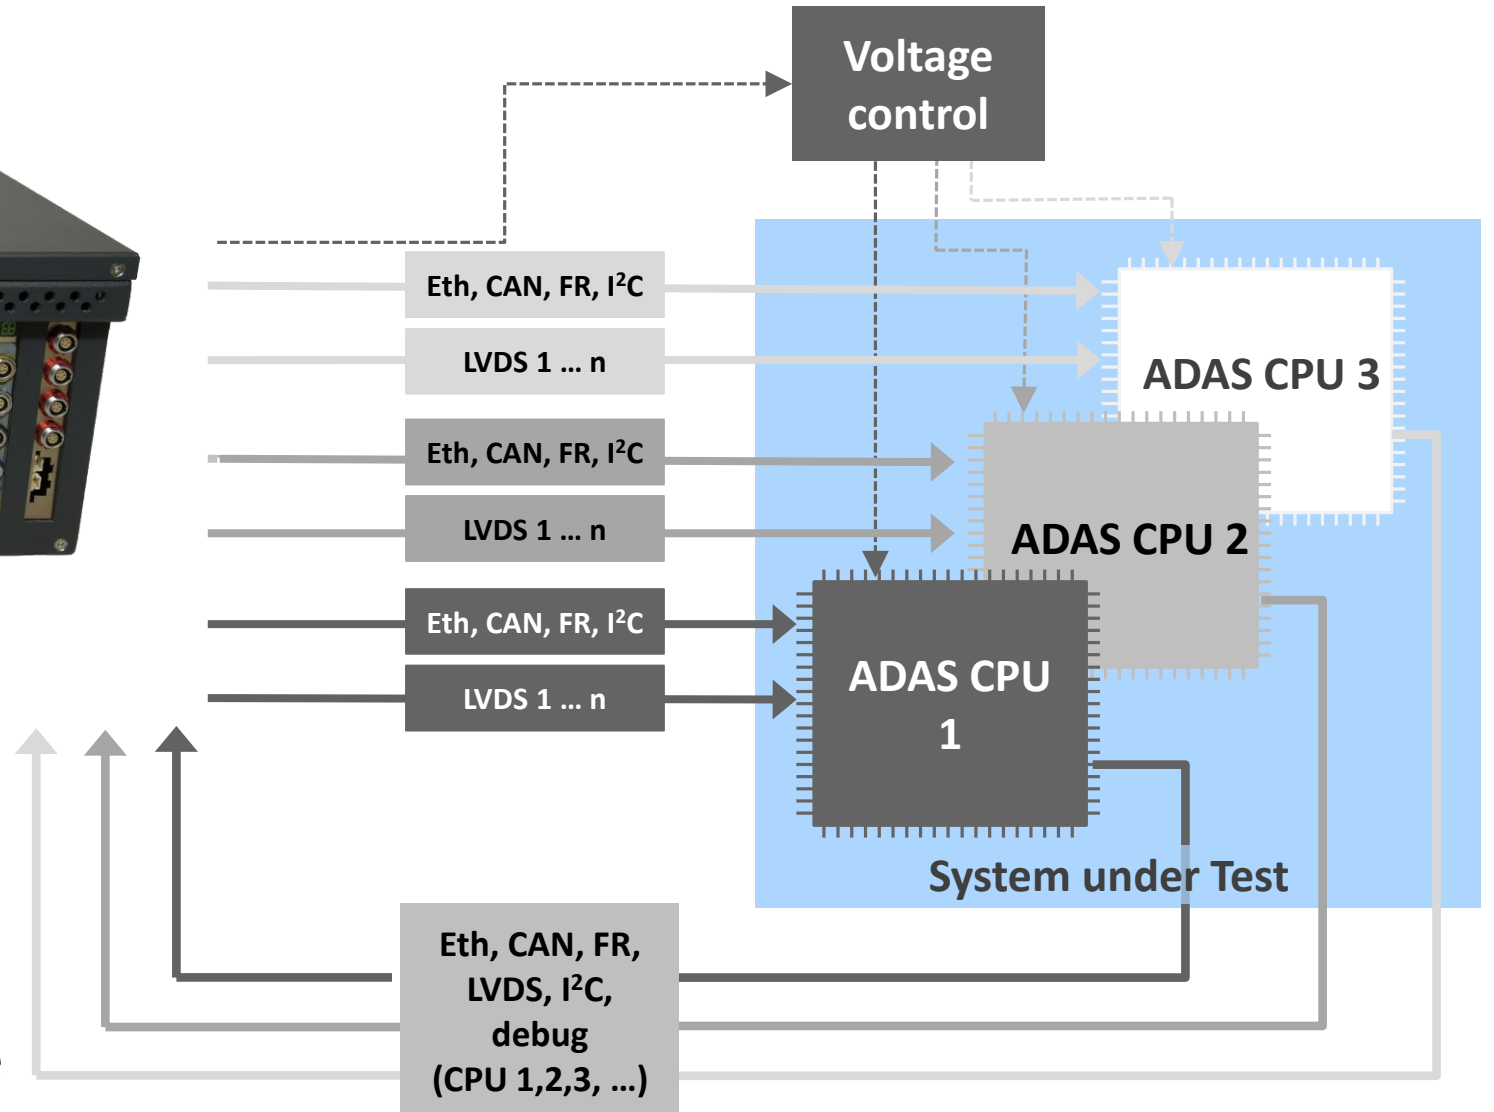 Voltage
control
Eth, CAN, FR, I²C
LVDS 1 ... n
ADAS CPU 3
Eth, CAN, FR, I²C
LVDS 1 ... n
ADAS CPU 2
Eth, CAN, FR, I²C
LVDS 1 ... n
ADAS CPU
1
System under Test
Eth, CAN, FR,
LVDS, I²C,
debug
(CPU 1,2,3, ...)